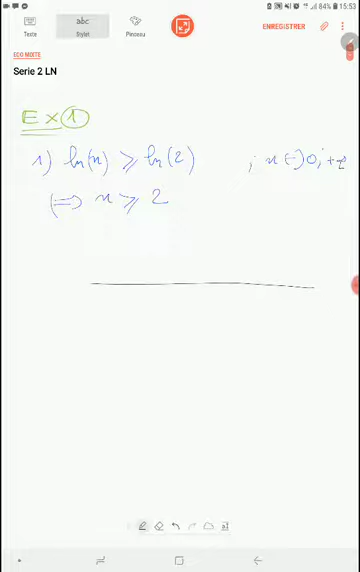 84% 15:53
Texte Stylet Pinceau ENREGISTRER
ECO MOITE
Serie 2 LN
Ex 1
1) ln(x) ⩾ ln(2) ; x ∈ ]0; +
⟺ x ⩾ 2